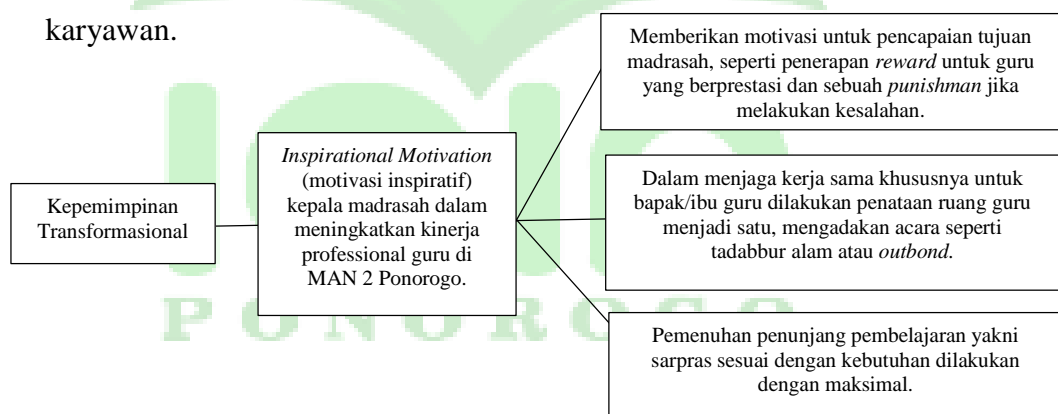 karyawan.
Kepemimpinan
Transformasional
Inspirational Motivation
(motivasi inspiratif)
kepala madrasah dalam
meningkatkan kinerja
professional guru di
MAN 2 Ponorogo.
Memberikan motivasi untuk pencapaian tujuan
madrasah, seperti penerapan reward untuk guru
yang berprestasi dan sebuah punishman jika
melakukan kesalahan.
Dalam menjaga kerja sama khususnya untuk
bapak/ibu guru dilakukan penataan ruang guru
menjadi satu, mengadakan acara seperti
tadabbur alam atau outbond.
Pemenuhan penunjang pembelajaran yakni
sarpras sesuai dengan kebutuhan dilakukan
dengan maksimal.
PONOROGO